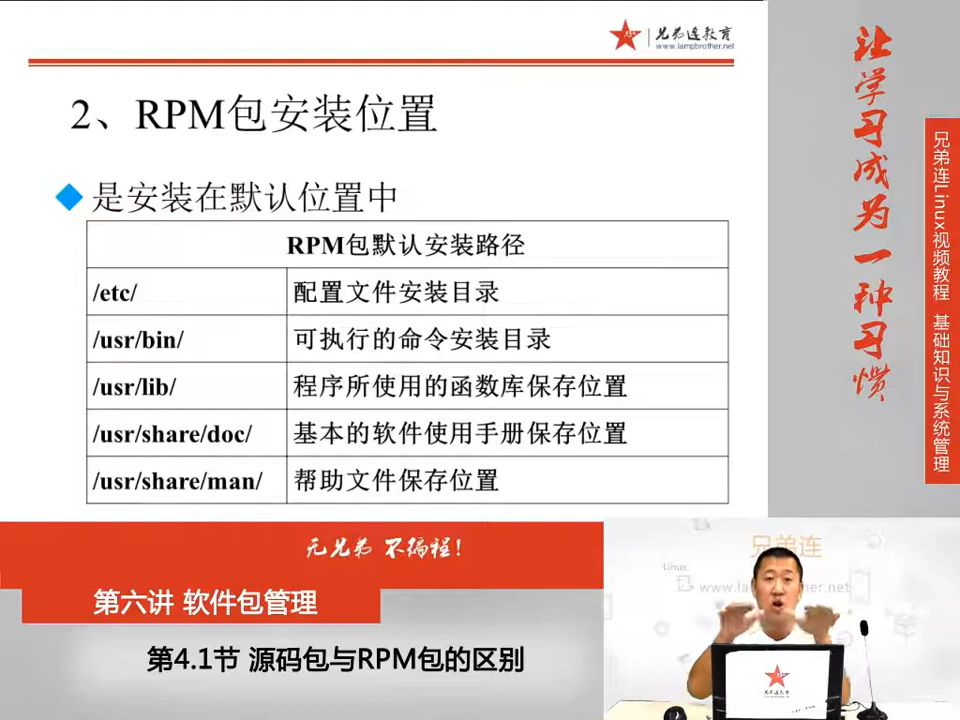 兄弟连教育
www.lampbrother.net
2、RPM包安装位置
是安装在默认位置中
RPM包默认安装路径
/etc/ 配置文件安装目录
/usr/bin/ 可执行的命令安装目录
/usr/lib/ 程序所使用的函数库保存位置
/usr/share/doc/ 基本的软件使用手册保存位置
/usr/share/man/ 帮助文件保存位置
让学习成为一种习惯
兄弟连Linux视频教程 基础知识与系统管理
无兄弟 不编程!
第六讲 软件包管理
第4.1节 源码包与RPM包的区别
兄弟连
Linux